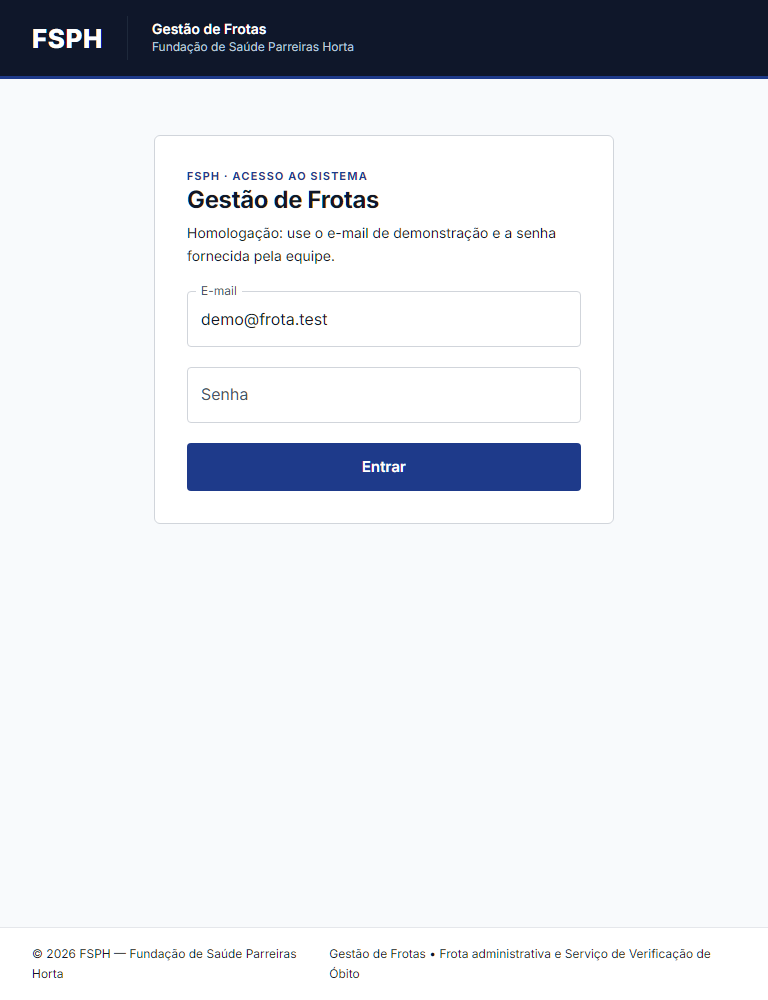 FSPH
Gestão de Frotas
Fundação de Saúde Parreiras Horta
FSPH · ACESSO AO SISTEMA
Gestão de Frotas
Homologação: use o e-mail de demonstração e a senha
fornecida pela equipe.
E-mail
demo@frota.test
Senha
Entrar
© 2026 FSPH — Fundação de Saúde Parreiras
Horta
Gestão de Frotas • Frota administrativa e Serviço de Verificação de
Óbito